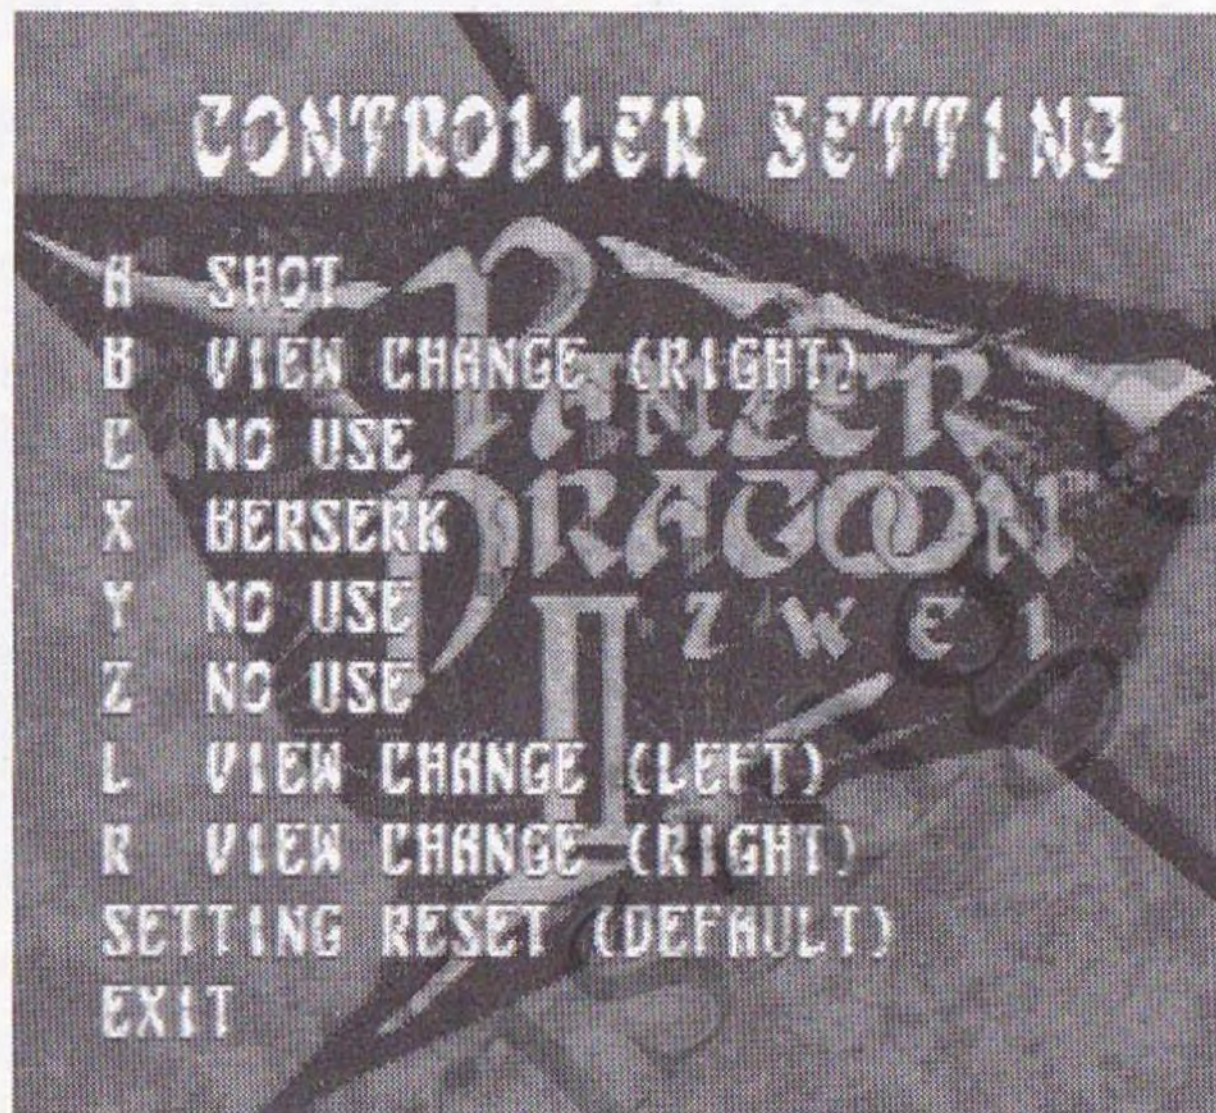 CONTROLLER SETTING
A SHOT
B VIEW CHANGE (RIGHT)
C NO USE
X BERSERK
Y NO USE
Z NO USE
L VIEW CHANGE (LEFT)
R VIEW CHANGE (RIGHT)
SETTING RESET (DEFAULT)
EXIT
PANZER
DRAGOON
II ZWEI